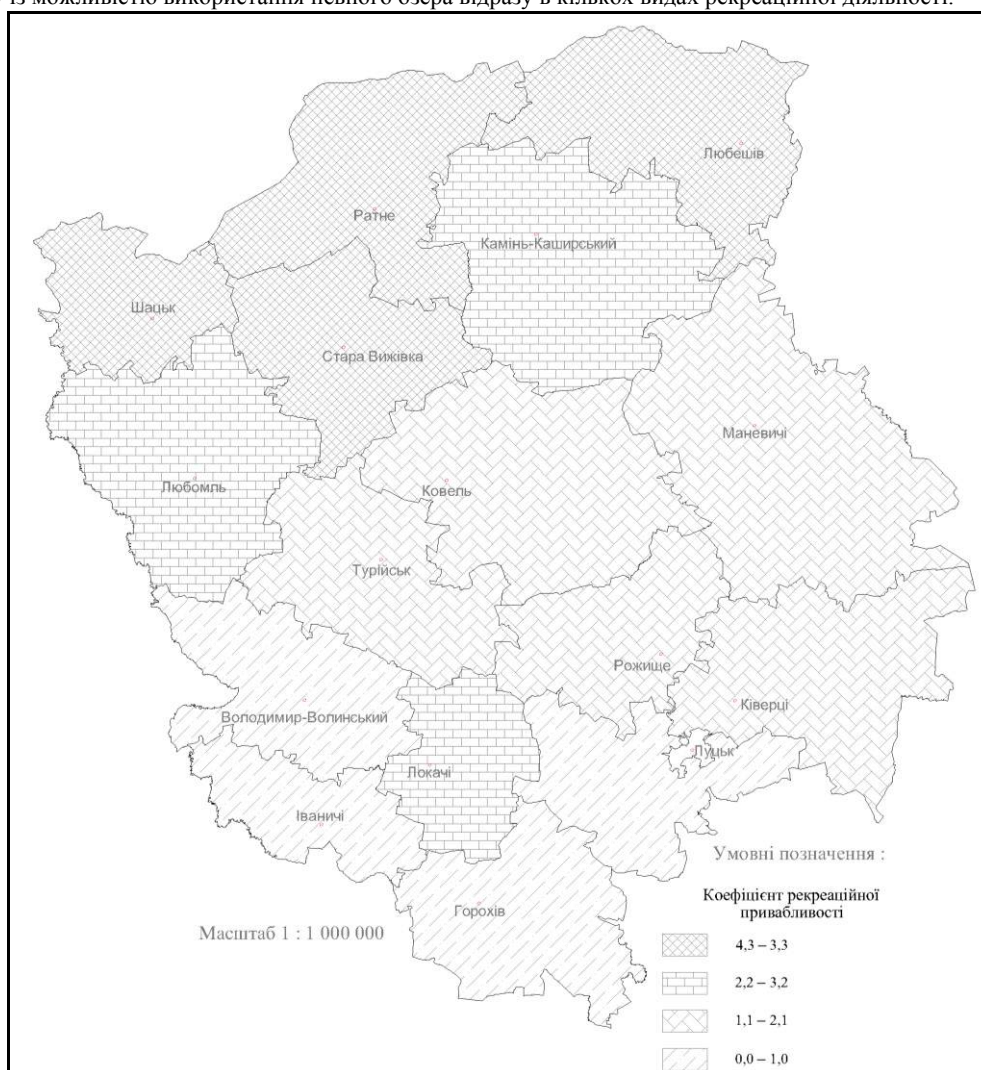 із можливістю використання певного озера відразу в кількох видах рекреаційної діяльності.
Любешів
Ратне
Камінь-Каширський
Шацьк
Стара Вижівка
Маневичі
Любомль
Ковель
Турійськ
Рожище
Ківерці
Володимир-Волинський
Луцьк
Локачі
Іваничі
Горохів
Масштаб 1 : 1 000 000
Умовні позначення :
Коефіцієнт рекреаційної
привабливості
4,3 – 3,3
2,2 – 3,2
1,1 – 2,1
0,0 – 1,0